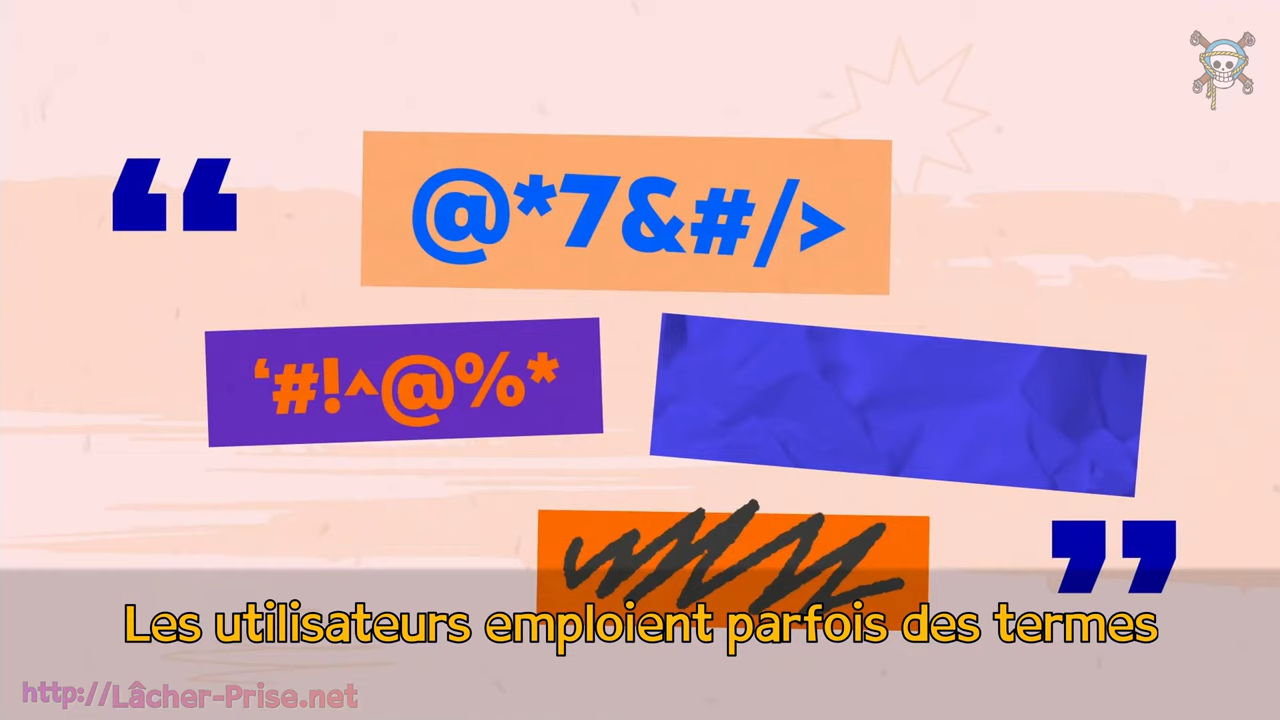 “
@*7&#/>
‘#!^@%*
”
Les utilisateurs emploient parfois des termes
http://Lâcher-Prise.net